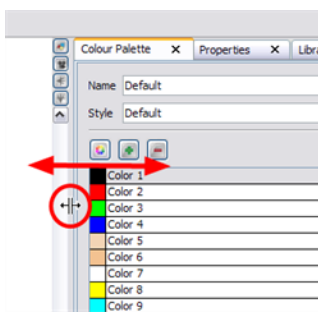 Colour Palette Properties Libra
Name Default
Style Default
Color 1
Color 2
Color 3
Color 4
Color 5
Color 6
Color 7
Color 8
Color 9